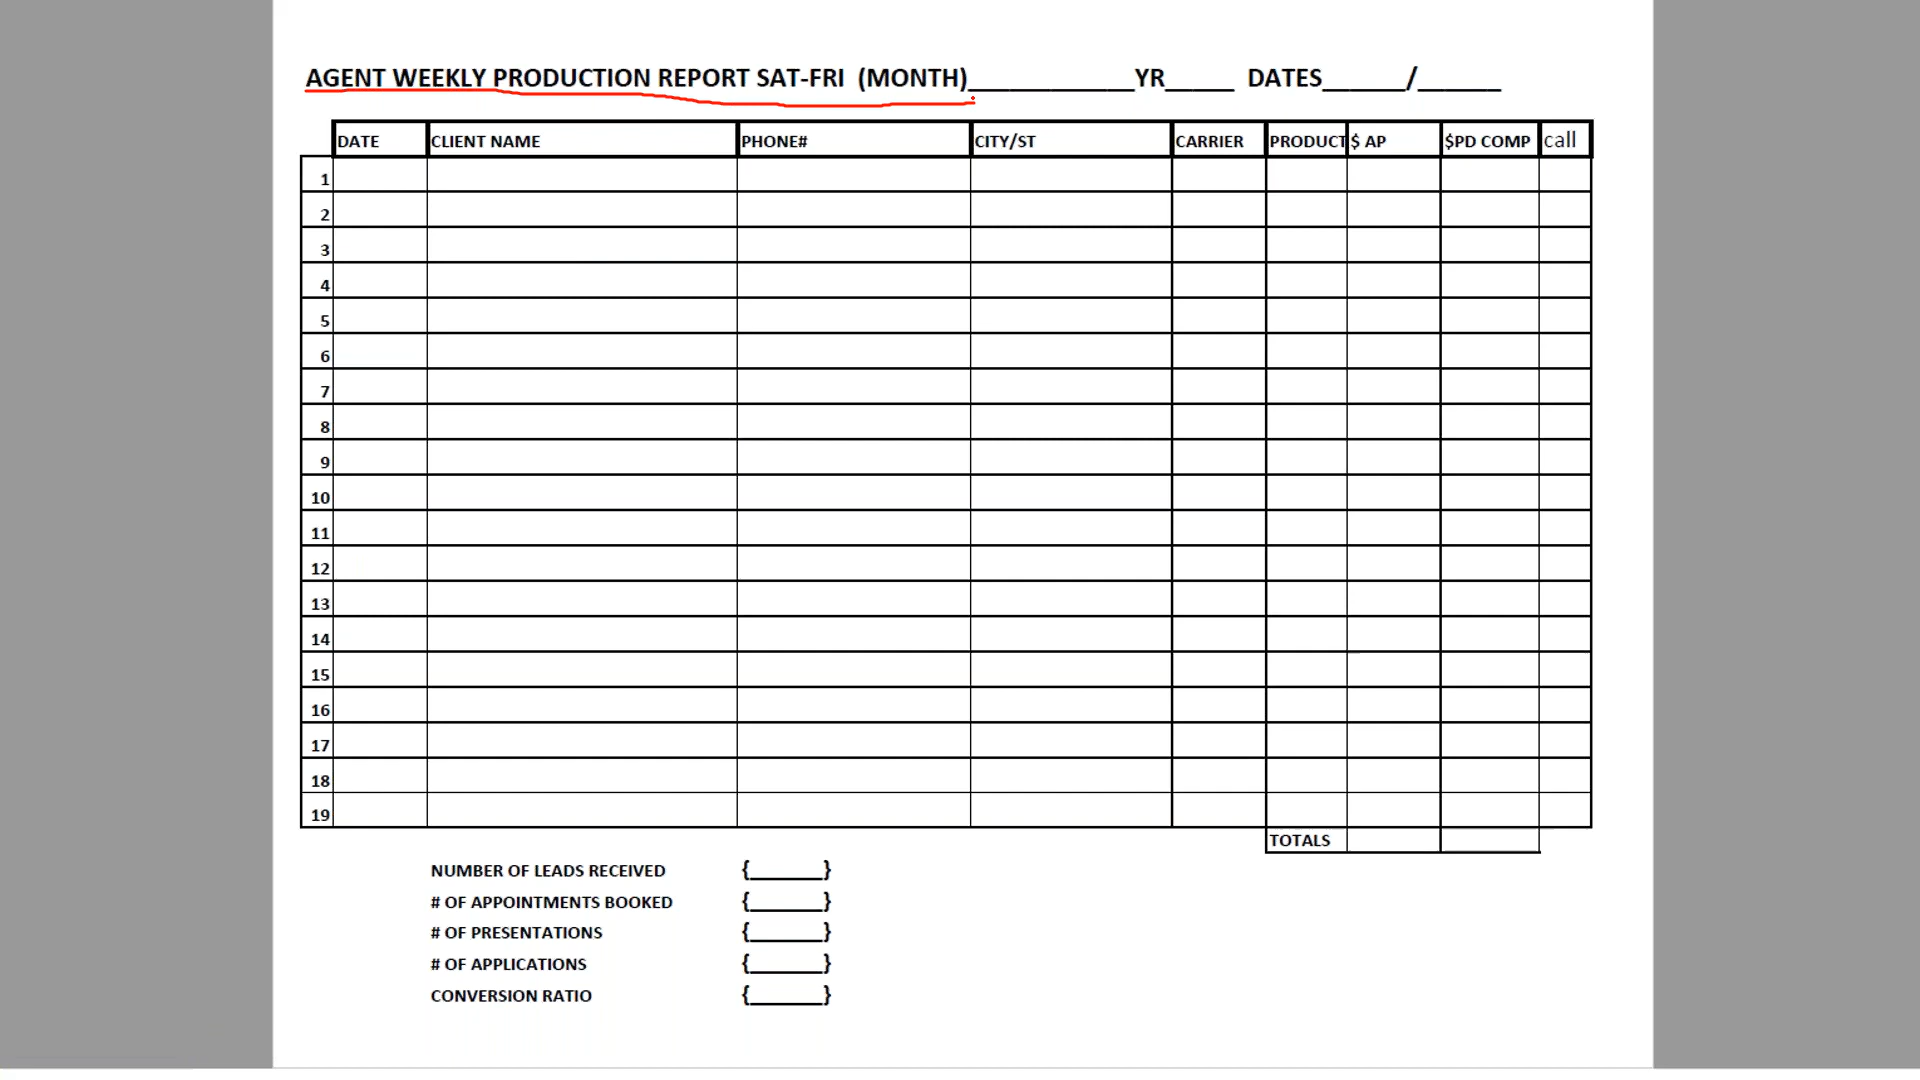 AGENT WEEKLY PRODUCTION REPORT SAT-FRI (MONTH)____________YR_____ DATES______/______
DATE CLIENT NAME PHONE# CITY/ST CARRIER PRODUCT $ AP $PD COMP call
1
2
3
4
5
6
7
8
9
10
11
12
13
14
15
16
17
18
19
TOTALS
NUMBER OF LEADS RECEIVED {_______}
# OF APPOINTMENTS BOOKED {_______}
# OF PRESENTATIONS {_______}
# OF APPLICATIONS {_______}
CONVERSION RATIO {_______}